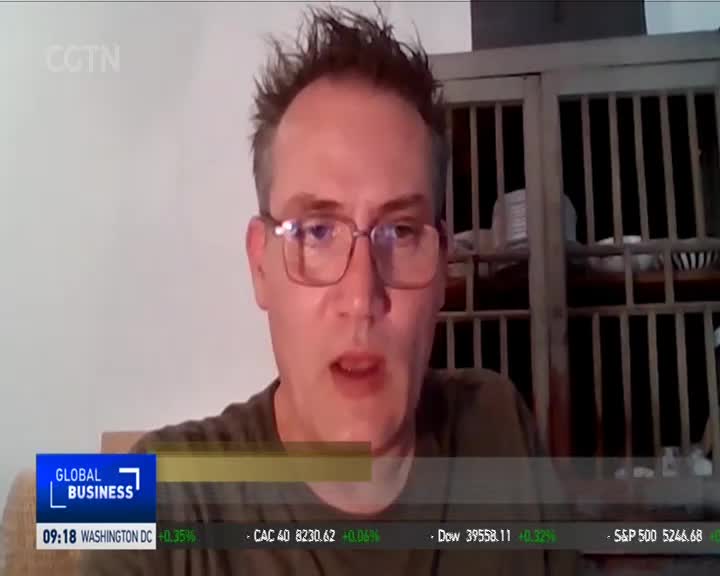 CGTN
GLOBAL
BUSINESS
09:18 WASHINGTON DC +0.35% · CAC 40 8230.62 +0.06% · Dow 39558.11 +0.32% · S&P 500 5246.68